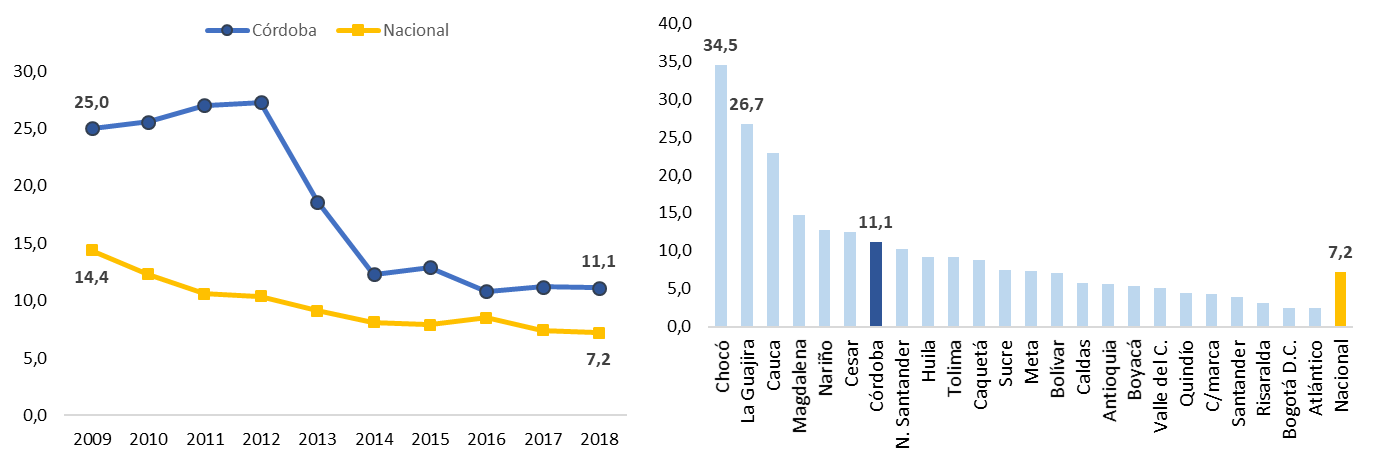 Córdoba Nacional
30,0
25,0
20,0
15,0
10,0
5,0
0,0
25,0
14,4
11,1
7,2
2009 2010 2011 2012 2013 2014 2015 2016 2017 2018
40,0
35,0
30,0
25,0
20,0
15,0
10,0
5,0
0,0
34,5
26,7
11,1
7,2
Chocó
La Guajira
Cauca
Magdalena
Nariño
Cesar
Córdoba
N. Santander
Huila
Tolima
Caquetá
Sucre
Meta
Bolívar
Caldas
Antioquia
Boyacá
Valle del C.
Quindío
C/marca
Santander
Risaralda
Bogotá D.C.
Atlántico
Nacional